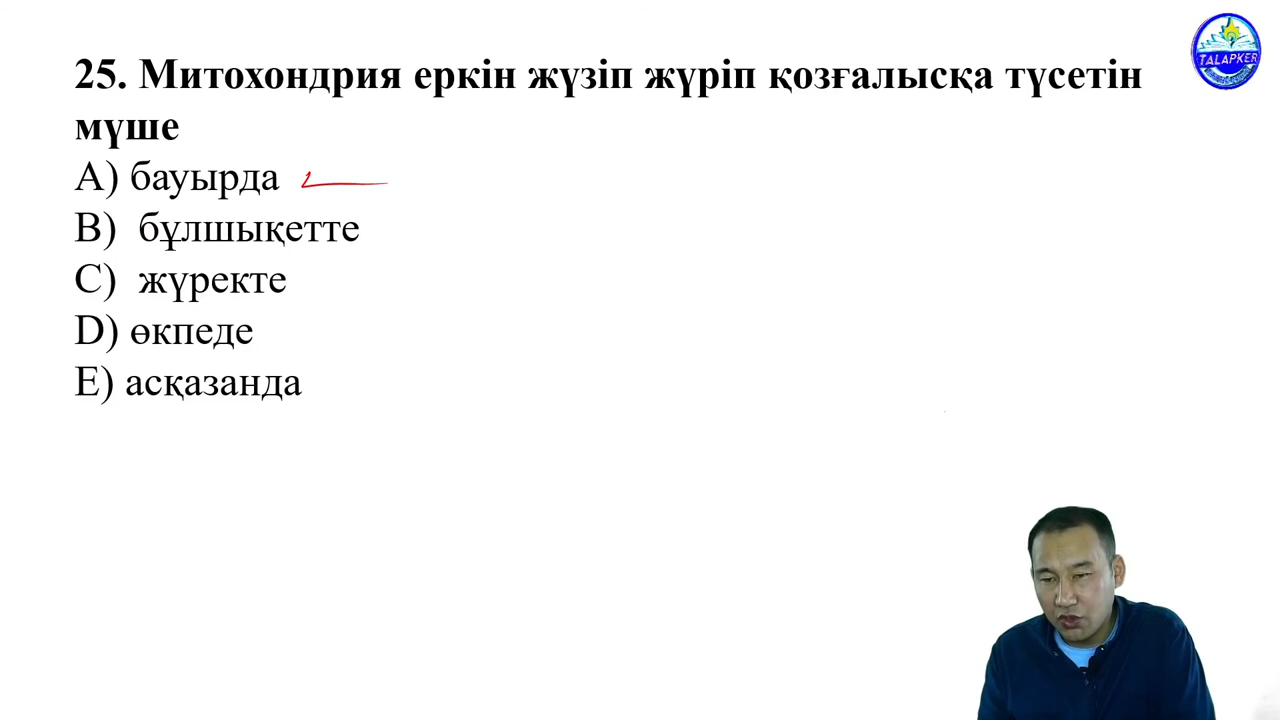 TALAPKER
25. Митохондрия еркін жүзіп жүріп қозғалысқа түсетін
мүше
A) бауырда
B) бұлшықетте
C) жүректе
D) өкпеде
E) асқазанда